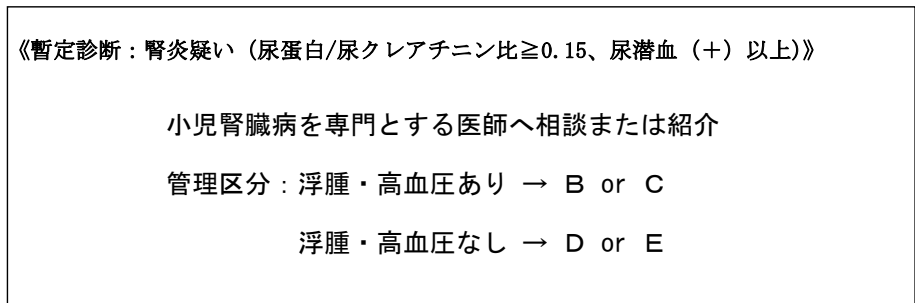 《暫定診断：腎炎疑い（尿蛋白/尿クレアチニン比≧0.15、尿潜血（+）以上）》
小児腎臓病を専門とする医師へ相談または紹介
管理区分：浮腫・高血圧あり → B or C
浮腫・高血圧なし → D or E